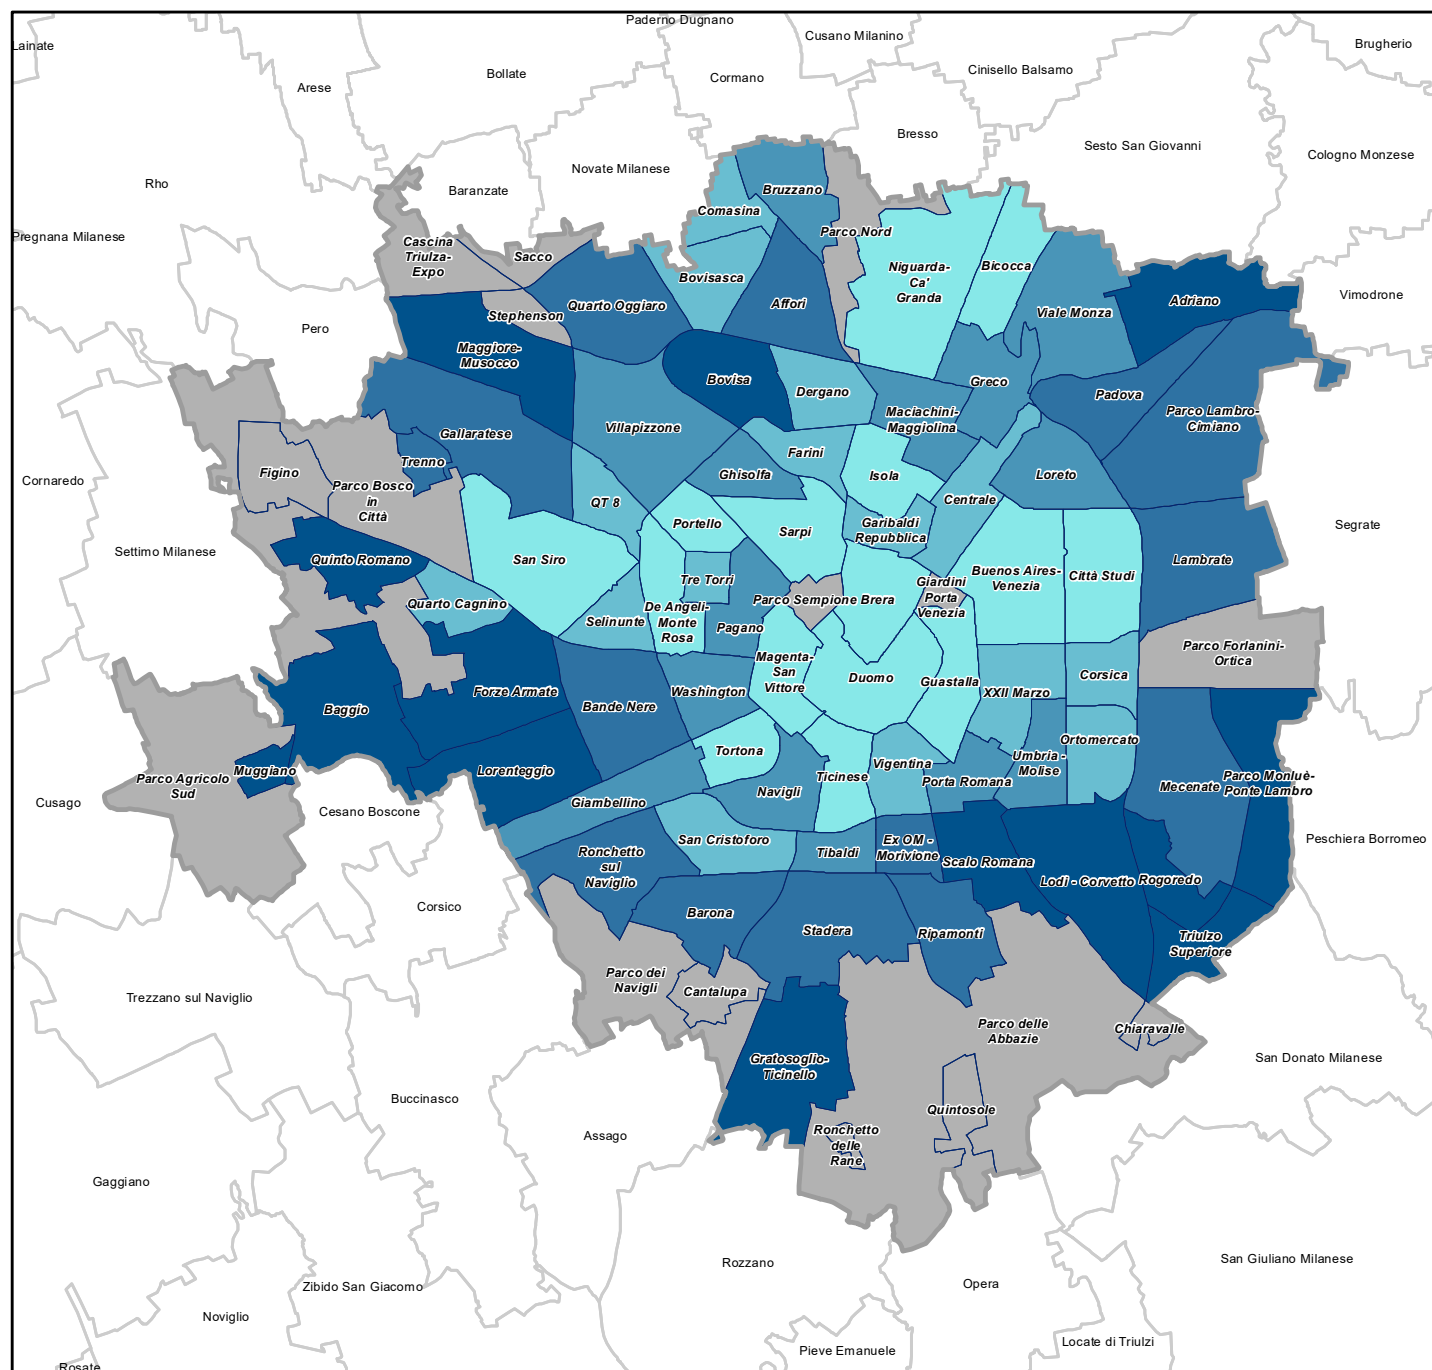 Paderno Dugnano
Cusano Milanino
Brugherio
Lainate
Bollate
Cormano
Cinisello Balsamo
Arese
Bresso
Sesto San Giovanni
Cologno Monzese
Novate Milanese
Rho
Baranzate
Bruzzano
Comasina
Pregnana Milanese
Parco Nord
Cascina
Triulza-
Expo
Sacco
Niguarda-
Ca'
Granda
Bicocca
Bovisasca
Vimodrone
Quarto Oggiaro
Affori
Adriano
Stephenson
Viale Monza
Pero
Maggiore-
Musocco
Bovisa
Dergano
Greco
Padova
Parco Lambro-
Cimiano
Maciachini-
Maggiolina
Villapizzone
Gallaratese
Farini
Trenno
Figino
Ghisolfa
Isola
Loreto
Cornaredo
Parco Bosco
in
Città
QT 8
Centrale
Portello
Sarpi
Garibaldi
Repubblica
Segrate
Settimo Milanese
Quinto Romano
San Siro
Lambrate
Tre Torri
Buenos Aires-
Venezia
Città Studi
Giardini
Porta
Venezia
Parco Sempione
Brera
Quarto Cagnino
De Angeli-
Monte
Rosa
Selinunte
Pagano
Parco Forlanini-
Ortica
Magenta-
San
Vittore
Duomo
Guastalla
Corsica
Forze Armate
Washington
XXII Marzo
Baggio
Bande Nere
Ortomercato
Tortona
Umbria -
Molise
Vigentina
Lorenteggio
Muggiano
Parco Agricolo
Sud
Ticinese
Porta Romana
Parco Monluè-
Ponte Lambro
Mecenate
Navigli
Giambellino
Cusago
Cesano Boscone
San Cristoforo
Tibaldi
Ex OM -
Morivione
Peschiera Borromeo
Ronchetto
sul
Naviglio
Scalo Romana
Lodi - Corvetto
Rogoredo
Corsico
Barona
Stadera
Ripamonti
Triulzo
Superiore
Parco dei
Navigli
Cantalupa
Trezzano sul Naviglio
Parco delle
Abbazie
Chiaravalle
Gratosoglio-
Ticinello
San Donato Milanese
Buccinasco
Quintosole
Assago
Ronchetto
delle
Rane
Gaggiano
Rozzano
San Giuliano Milanese
Zibido San Giacomo
Opera
Noviglio
Locate di Triulzi
Pieve Emanuele
Rosate